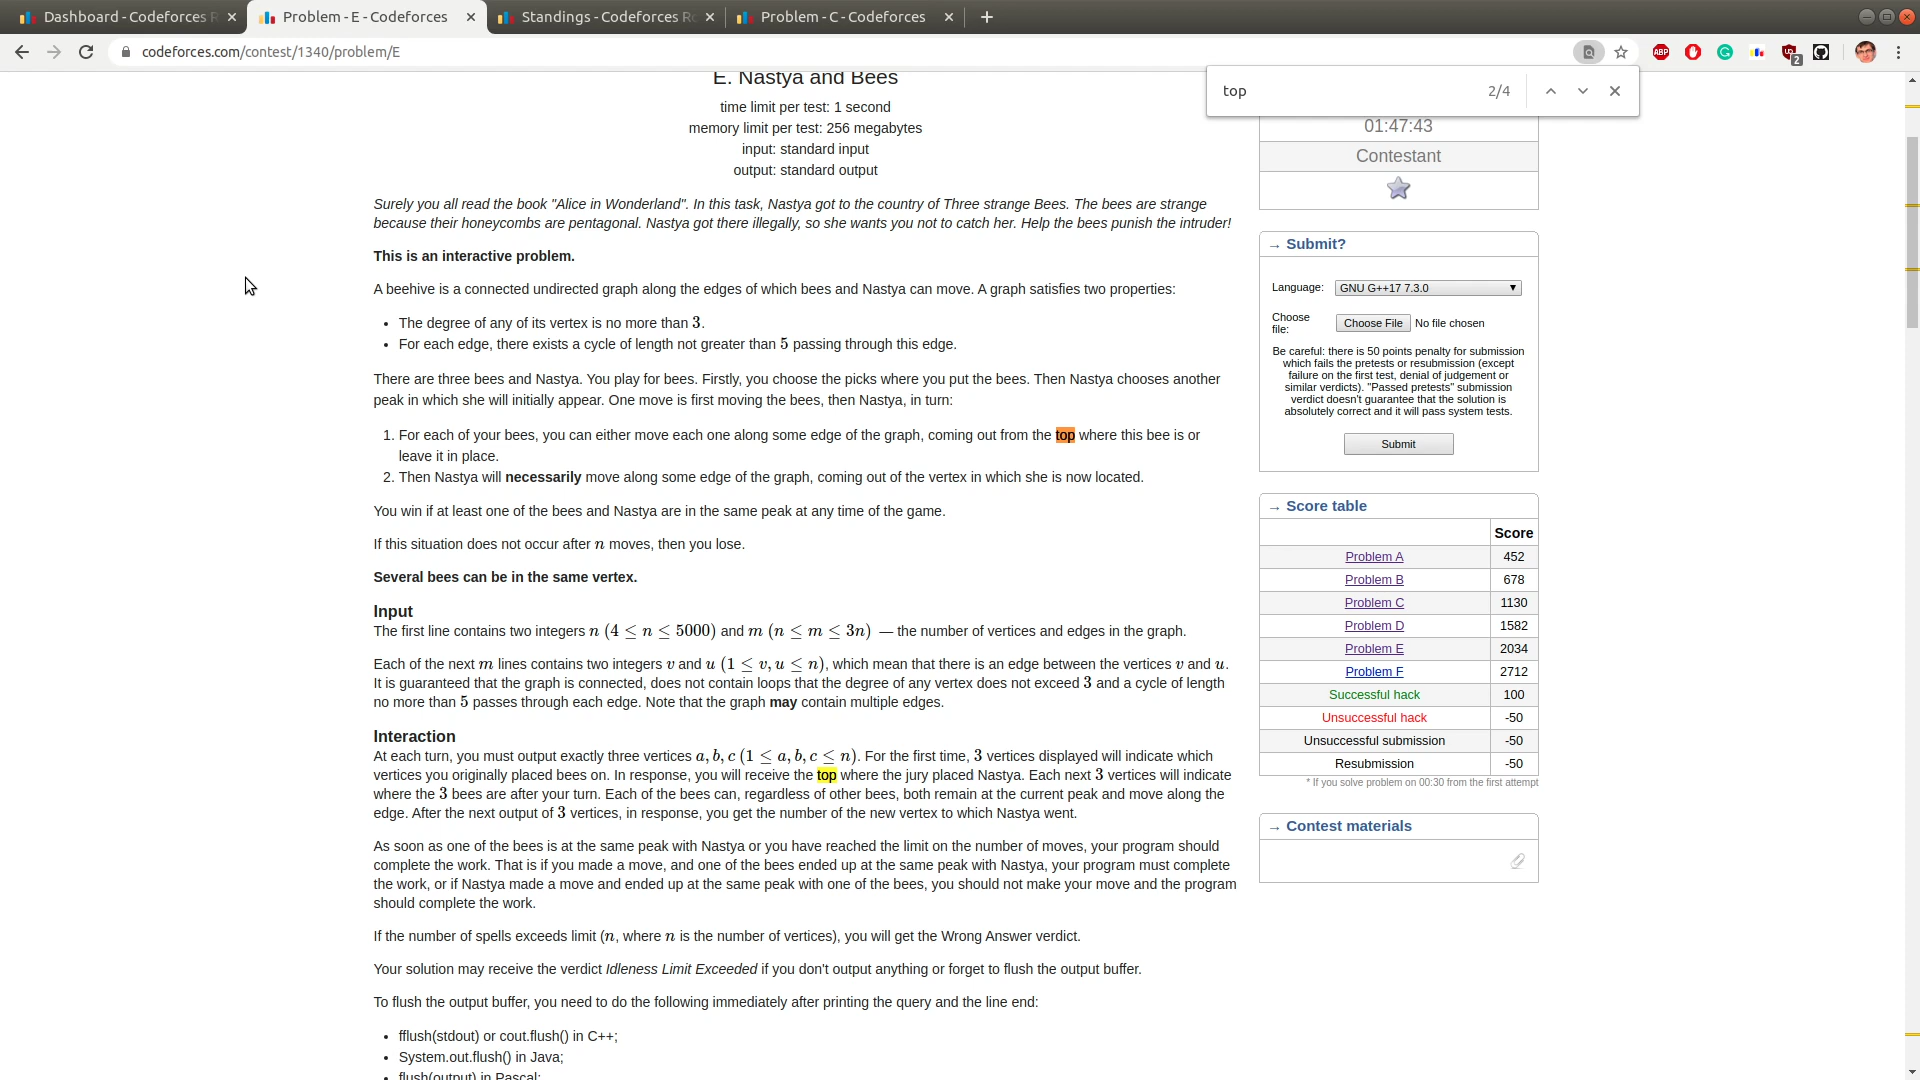 Dashboard - Codeforces R
Problem - E - Codeforces
Standings - Codeforces Ro
Problem - C - Codeforces
codeforces.com/contest/1340/problem/E
ABP
2
top
2/4
E. Nastya and Bees
time limit per test: 1 second
memory limit per test: 256 megabytes
input: standard input
output: standard output
Surely you all read the book "Alice in Wonderland". In this task, Nastya got to the country of Three strange Bees. The bees are strange
because their honeycombs are pentagonal. Nastya got there illegally, so she wants you not to catch her. Help the bees punish the intruder!
This is an interactive problem.
A beehive is a connected undirected graph along the edges of which bees and Nastya can move. A graph satisfies two properties:
• The degree of any of its vertex is no more than 3.
• For each edge, there exists a cycle of length not greater than 5 passing through this edge.
There are three bees and Nastya. You play for bees. Firstly, you choose the picks where you put the bees. Then Nastya chooses another
peak in which she will initially appear. One move is first moving the bees, then Nastya, in turn:
1. For each of your bees, you can either move each one along some edge of the graph, coming out from the top where this bee is or
leave it in place.
2. Then Nastya will necessarily move along some edge of the graph, coming out of the vertex in which she is now located.
You win if at least one of the bees and Nastya are in the same peak at any time of the game.
If this situation does not occur after n moves, then you lose.
Several bees can be in the same vertex.
Input
The first line contains two integers n (4 ≤ n ≤ 5000) and m (n ≤ m ≤ 3n) — the number of vertices and edges in the graph.
Each of the next m lines contains two integers v and u (1 ≤ v, u ≤ n), which mean that there is an edge between the vertices v and u.
It is guaranteed that the graph is connected, does not contain loops that the degree of any vertex does not exceed 3 and a cycle of length
no more than 5 passes through each edge. Note that the graph may contain multiple edges.
Interaction
At each turn, you must output exactly three vertices a, b, c (1 ≤ a, b, c ≤ n). For the first time, 3 vertices displayed will indicate which
vertices you originally placed bees on. In response, you will receive the top where the jury placed Nastya. Each next 3 vertices will indicate
where the 3 bees are after your turn. Each of the bees can, regardless of other bees, both remain at the current peak and move along the
edge. After the next output of 3 vertices, in response, you get the number of the new vertex to which Nastya went.
As soon as one of the bees is at the same peak with Nastya or you have reached the limit on the number of moves, your program should
complete the work. That is if you made a move, and one of the bees ended up at the same peak with Nastya, your program must complete
the work, or if Nastya made a move and ended up at the same peak with one of the bees, you should not make your move and the program
should complete the work.
If the number of spells exceeds limit (n, where n is the number of vertices), you will get the Wrong Answer verdict.
Your solution may receive the verdict Idleness Limit Exceeded if you don't output anything or forget to flush the output buffer.
To flush the output buffer, you need to do the following immediately after printing the query and the line end:
• fflush(stdout) or cout.flush() in C++;
• System.out.flush() in Java;
• flush(output) in Pascal;
01:47:43
Contestant
→ Submit?
Language: GNU G++17 7.3.0
Choose
file:
Choose File No file chosen
Be careful: there is 50 points penalty for submission
which fails the pretests or resubmission (except
failure on the first test, denial of judgement or
similar verdicts). "Passed pretests" submission
verdict doesn't guarantee that the solution is
absolutely correct and it will pass system tests.
Submit
→ Score table
Score
Problem A 452
Problem B 678
Problem C 1130
Problem D 1582
Problem E 2034
Problem F 2712
Successful hack 100
Unsuccessful hack -50
Unsuccessful submission -50
Resubmission -50
* If you solve problem on 00:30 from the first attempt
→ Contest materials